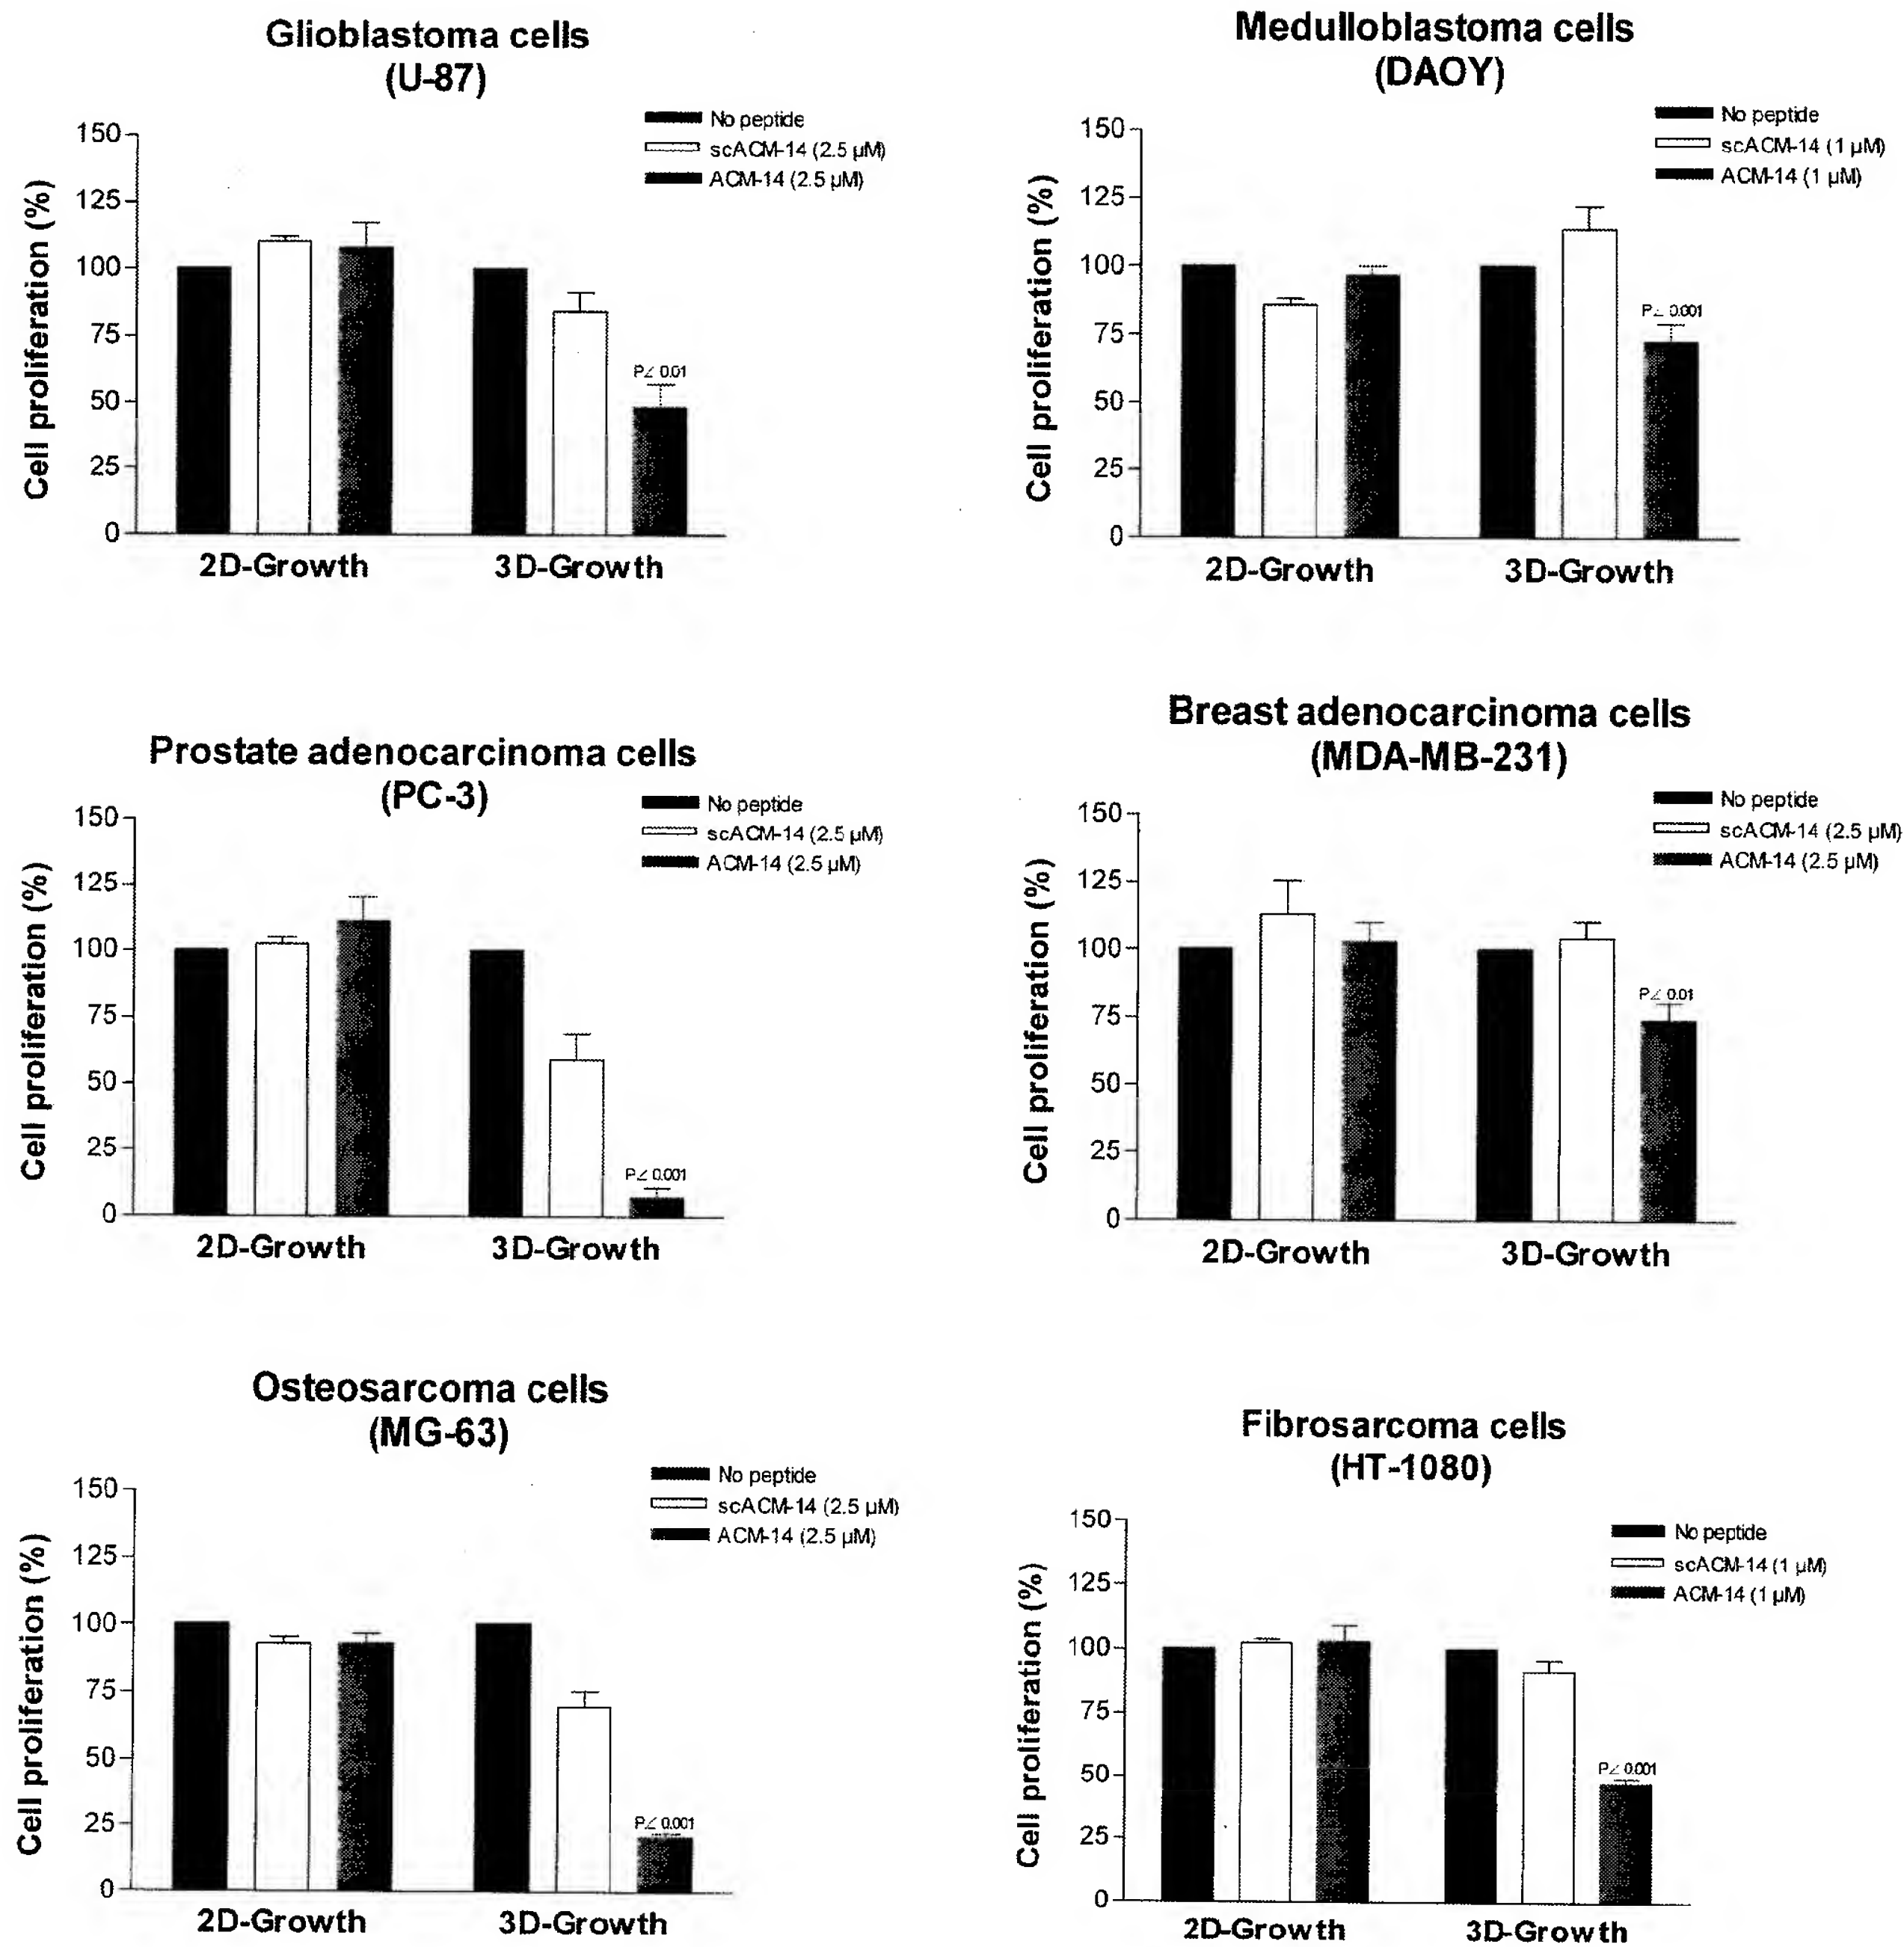 Glioblastoma cells
(U-87)
No peptide
scACM-14 (2.5 µM)
ACM-14 (2.5 µM)
150
125
100
75
50
25
0
Cell proliferation (%)
P∠ 0.01
2D-Growth
3D-Growth
Medulloblastoma cells
(DAOY)
No peptide
scACM-14 (1 µM)
ACM-14 (1 µM)
150
125
100
75
50
25
0
Cell proliferation (%)
P∠ 0.001
2D-Growth
3D-Growth
Prostate adenocarcinoma cells
(PC-3)
No peptide
scACM-14 (2.5 µM)
ACM-14 (2.5 µM)
150
125
100
75
50
25
0
Cell proliferation (%)
P∠ 0.001
2D-Growth
3D-Growth
Breast adenocarcinoma cells
(MDA-MB-231)
No peptide
scACM-14 (2.5 µM)
ACM-14 (2.5 µM)
150
125
100
75
50
25
0
Cell proliferation (%)
P∠ 0.01
2D-Growth
3D-Growth
Osteosarcoma cells
(MG-63)
No peptide
scACM-14 (2.5 µM)
ACM-14 (2.5 µM)
150
125
100
75
50
25
0
Cell proliferation (%)
P∠ 0.001
2D-Growth
3D-Growth
Fibrosarcoma cells
(HT-1080)
No peptide
scACM-14 (1 µM)
ACM-14 (1 µM)
150
125
100
75
50
25
0
Cell proliferation (%)
P∠ 0.001
2D-Growth
3D-Growth